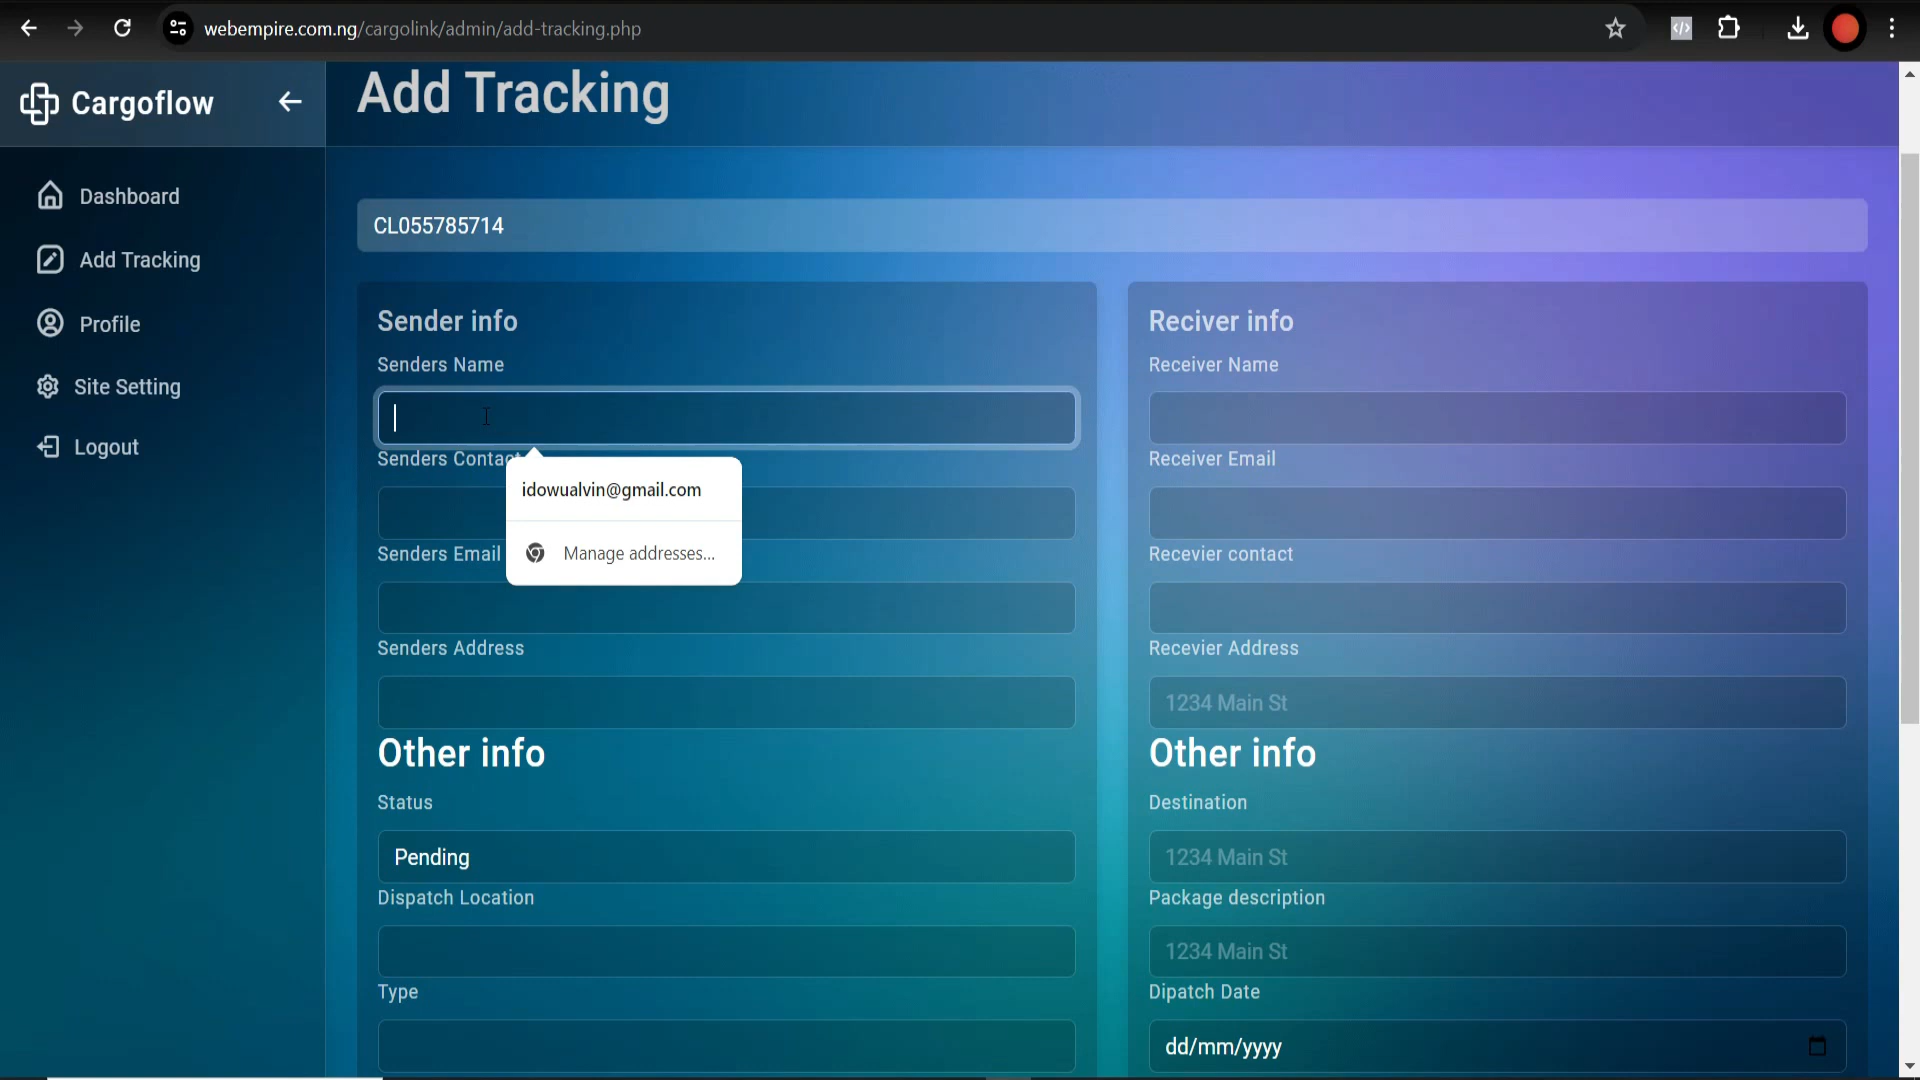 webempire.com.ng/cargolink/admin/add-tracking.php
Cargoflow
Add Tracking
Dashboard
Add Tracking
Profile
Site Setting
Logout
CL055785714
Sender info
Senders Name
Senders Contact
idowualvin@gmail.com
Manage addresses...
Senders Email
Senders Address
Other info
Status
Pending
Dispatch Location
Type
Reciver info
Receiver Name
Receiver Email
Recevier contact
Recevier Address
1234 Main St
Other info
Destination
1234 Main St
Package description
1234 Main St
Dipatch Date
dd/mm/yyyy